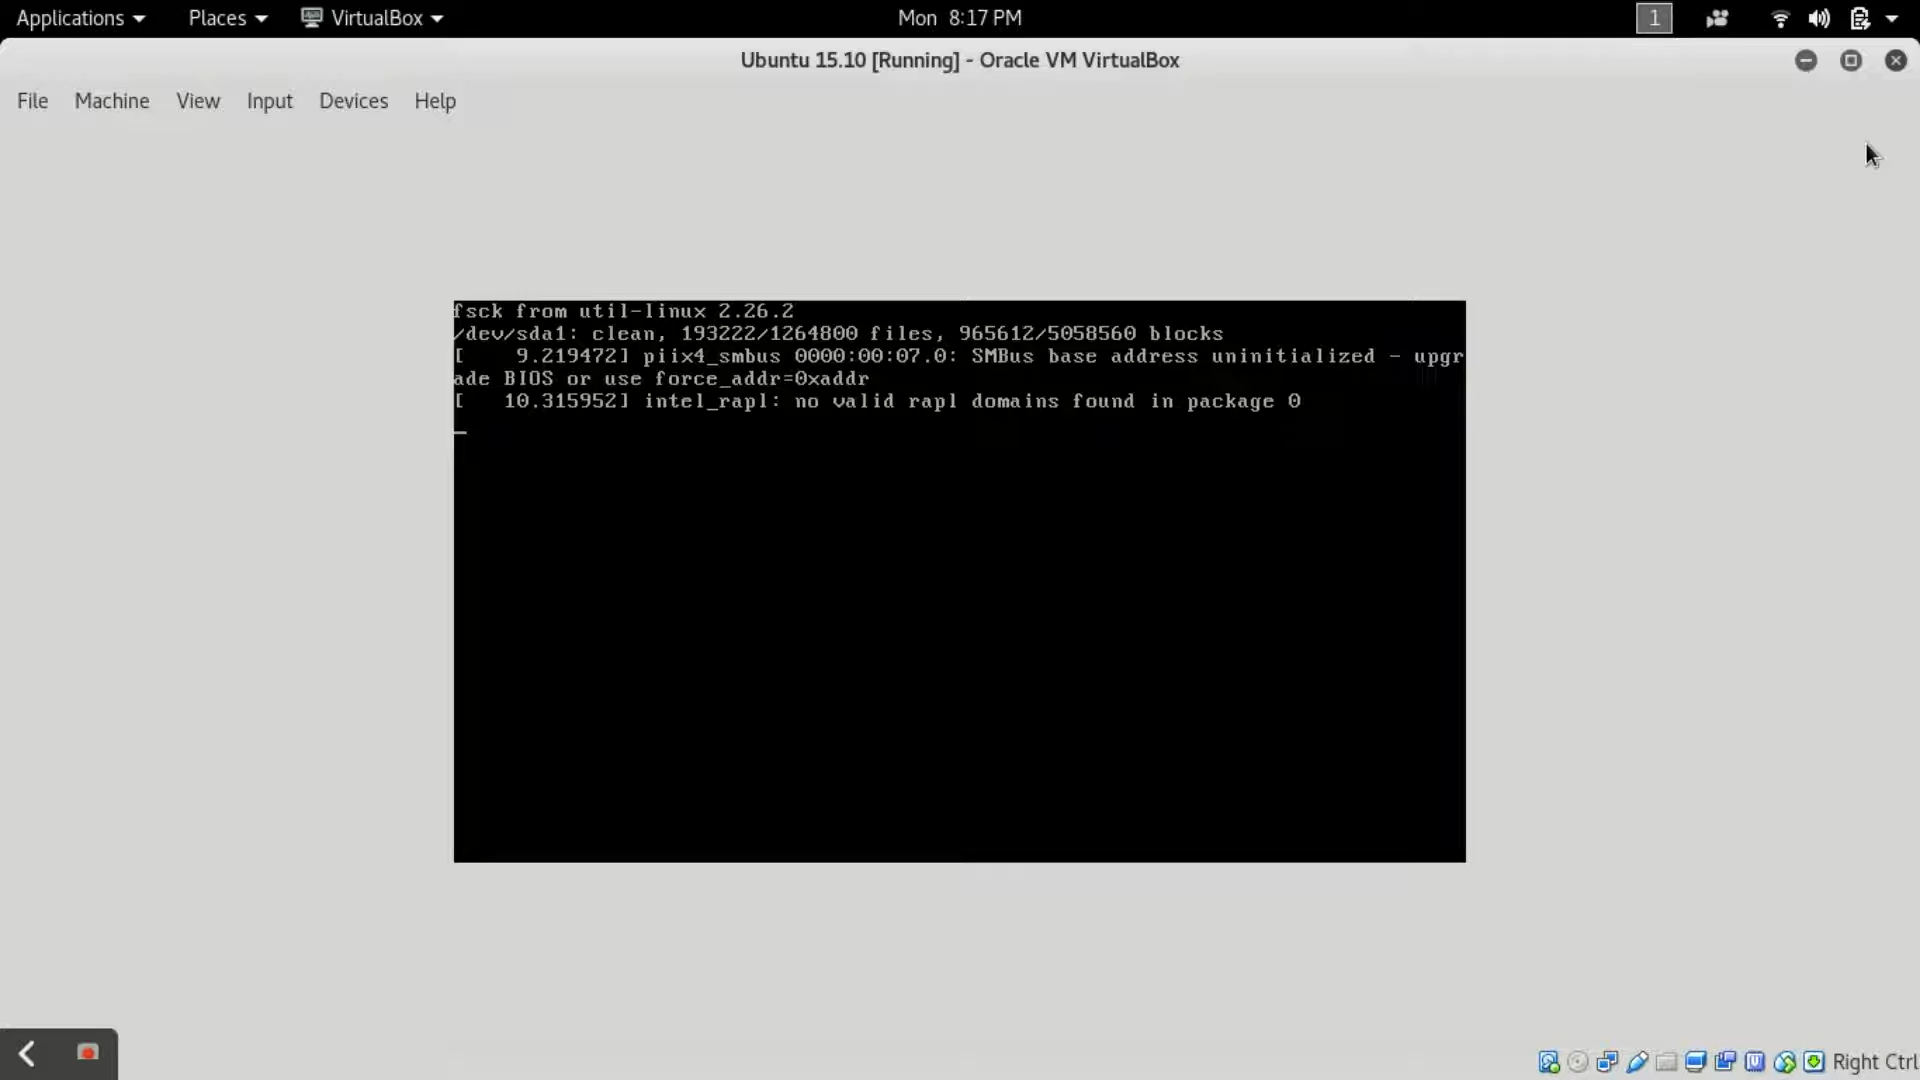 Applications Places VirtualBox Mon 8:17 PM 1
Ubuntu 15.10 [Running] - Oracle VM VirtualBox
File Machine View Input Devices Help
fsck from util-linux 2.26.2
/dev/sda1: clean, 193222/1264800 files, 965612/5058560 blocks
[    9.219472] piix4_smbus 0000:00:07.0: SMBus base address uninitialized - upgr
ade BIOS or use force_addr=0xaddr
[   10.315952] intel_rapl: no valid rapl domains found in package 0
Right Ctrl